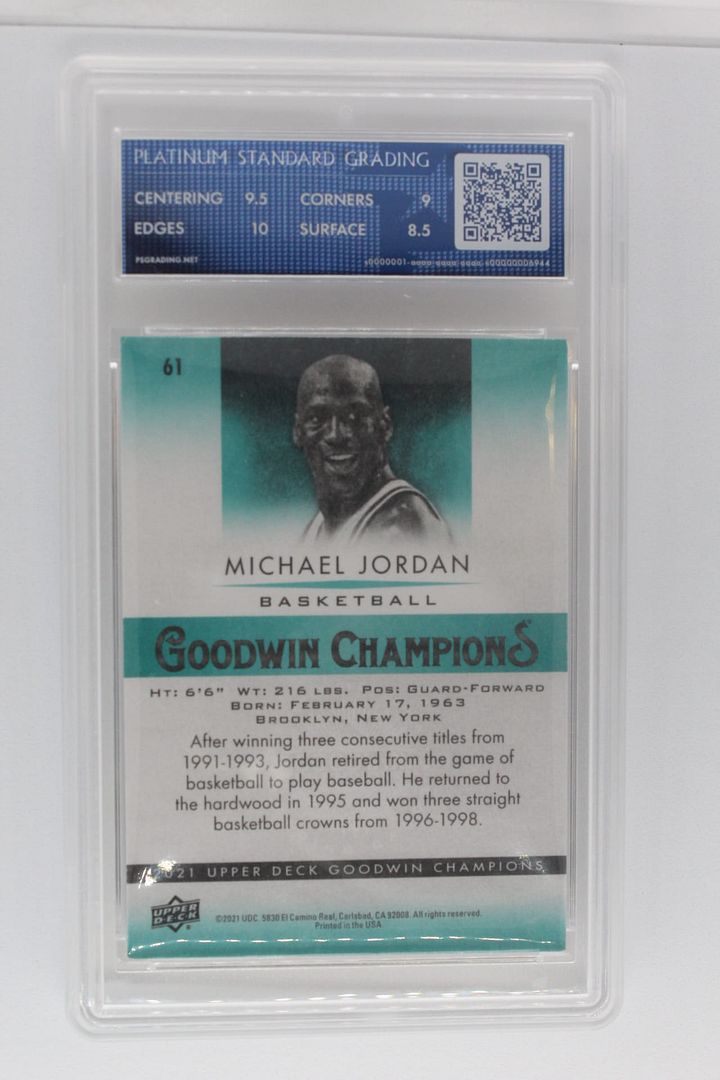 PLATINUM STANDARD GRADING
CENTERING 9.5 CORNERS 9
EDGES 10 SURFACE 8.5
PSGRADING.NET
61
MICHAEL JORDAN
BASKETBALL
GOODWIN CHAMPIONS
HT: 6'6" WT: 216 LBS. POS: GUARD-FORWARD
BORN: FEBRUARY 17, 1963
BROOKLYN, NEW YORK
After winning three consecutive titles from
1991-1993, Jordan retired from the game of
basketball to play baseball. He returned to
the hardwood in 1995 and won three straight
basketball crowns from 1996-1998.
2021 UPPER DECK GOODWIN CHAMPIONS
UPPER
DECK
©2021 UDC. 5830 El Camino Real, Carlsbad, CA 92008. All rights reserved.
Printed in the USA